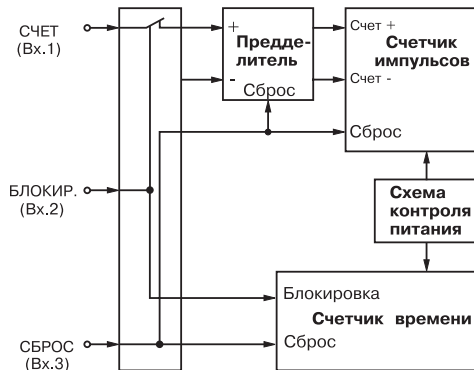 СЧЕТ
(Вх.1)
+
-
Предде-
литель
Сброс
Счет +
Счет -
Счетчик
импульсов
Сброс
БЛОКИР.
(Вх.2)
Схема
контроля
питания
Блокировка
Счетчик времени
Сброс
СБРОС
(Вх.3)